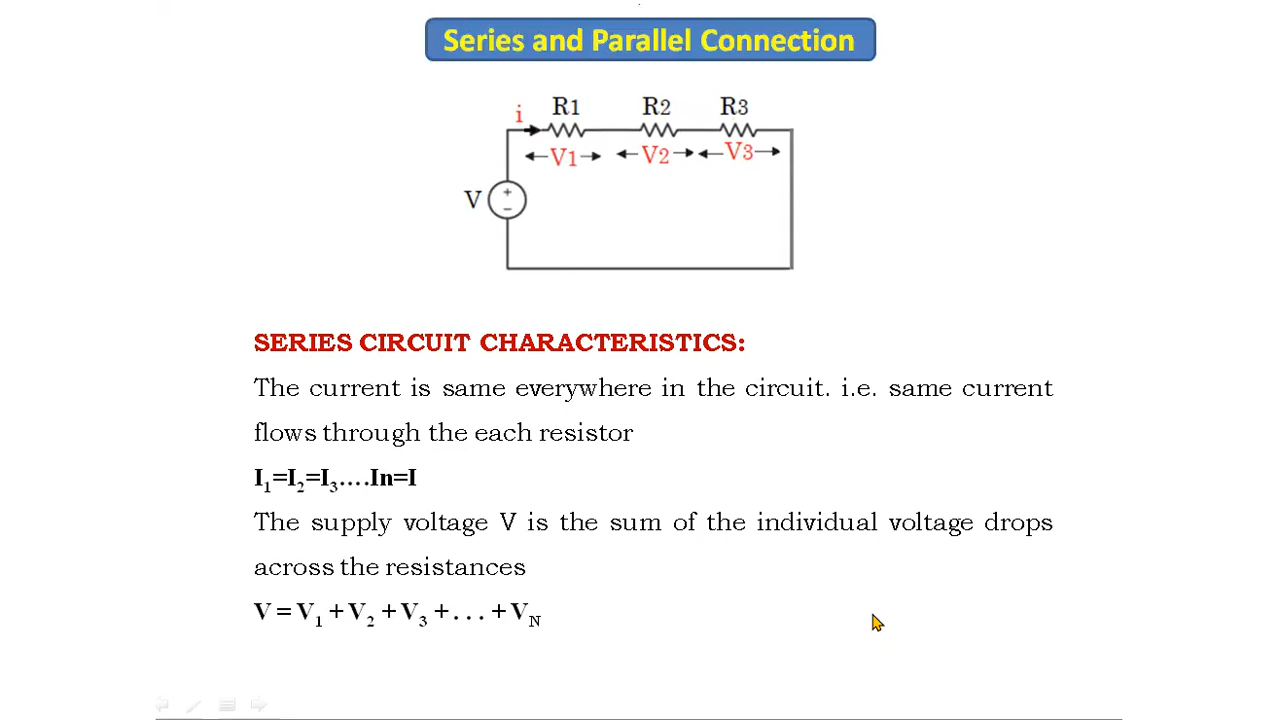 Series and Parallel Connection
i R1 R2 R3
V1 V2 V3
V
+
−
SERIES CIRCUIT CHARACTERISTICS:
The current is same everywhere in the circuit. i.e. same current
flows through the each resistor
I₁=I₂=I₃....In=I
The supply voltage V is the sum of the individual voltage drops
across the resistances
V = V₁ + V₂ + V₃ + . . . + V_N